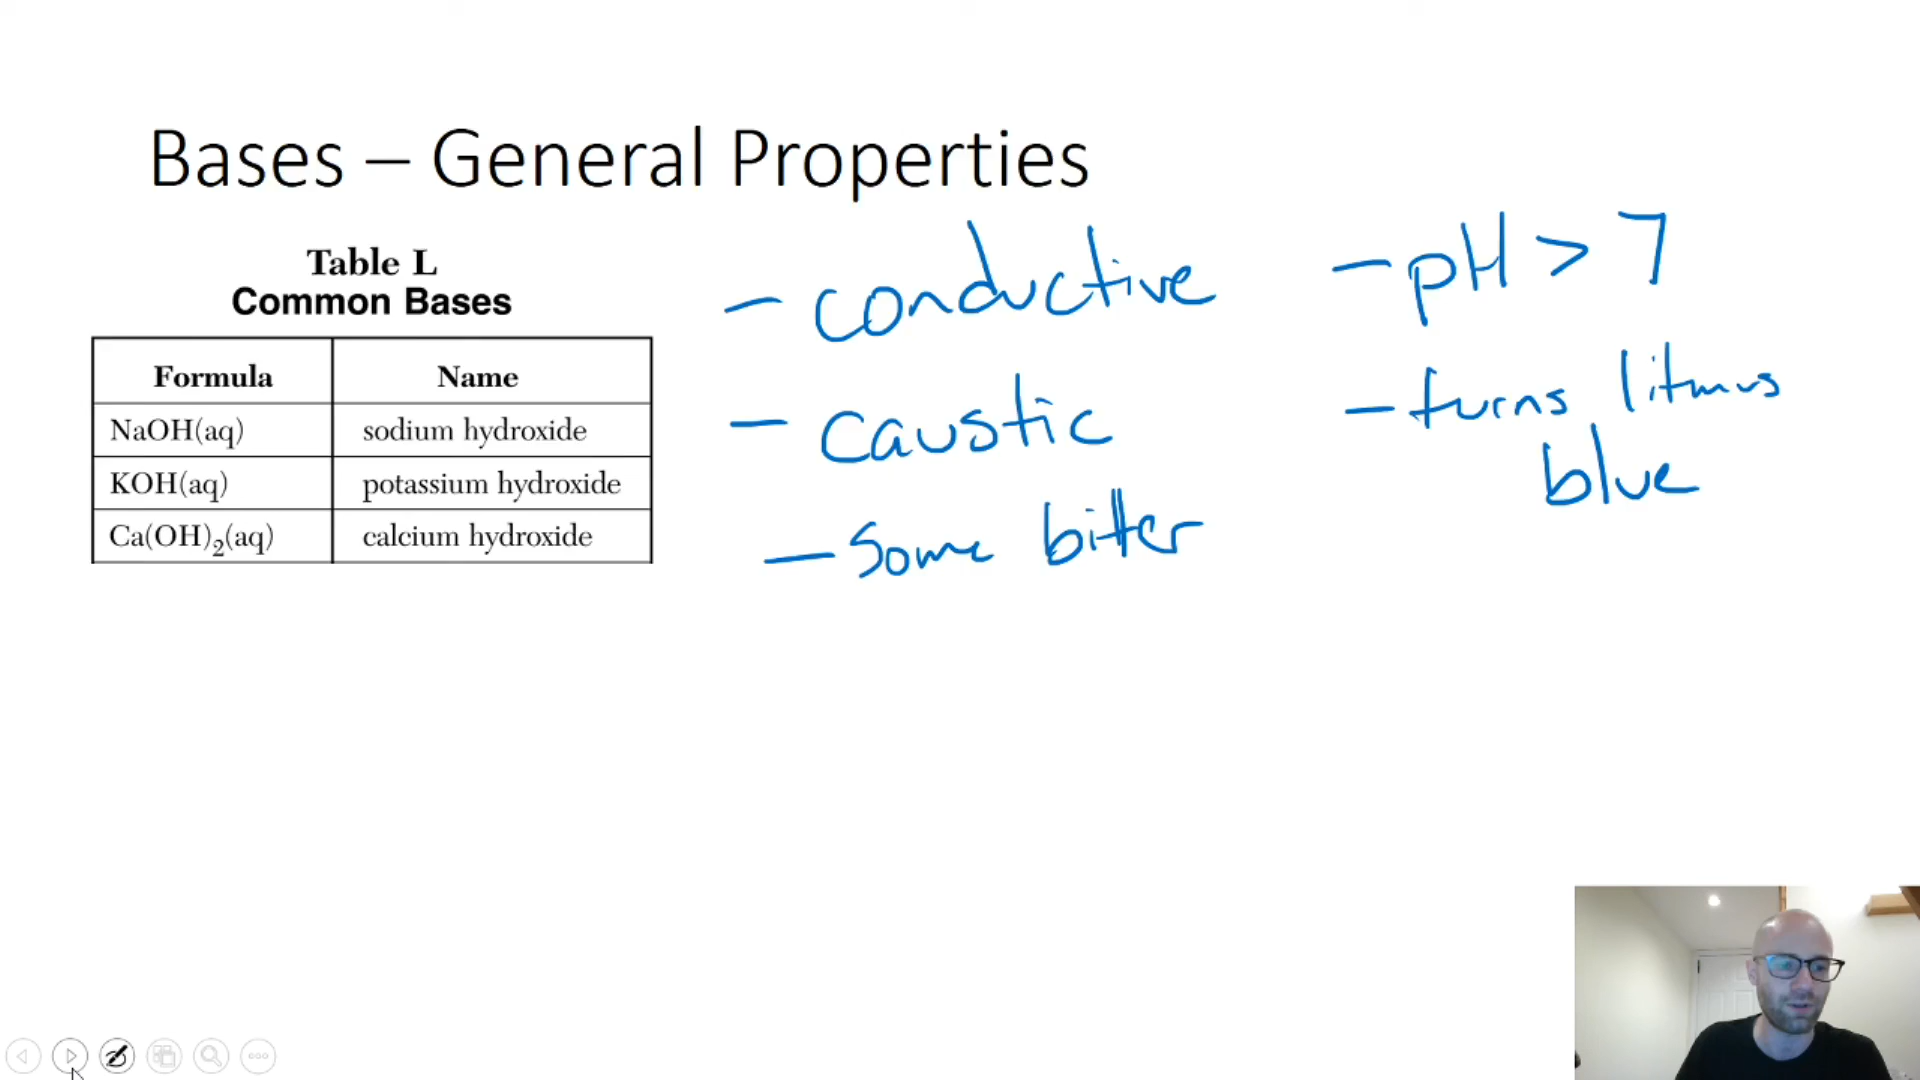 Bases – General Properties
Table L
Common Bases
Formula Name
NaOH(aq) sodium hydroxide
KOH(aq) potassium hydroxide
Ca(OH)₂(aq) calcium hydroxide
– conductive
– caustic
– some bitter
– pH > 7
– turns litmus
blue